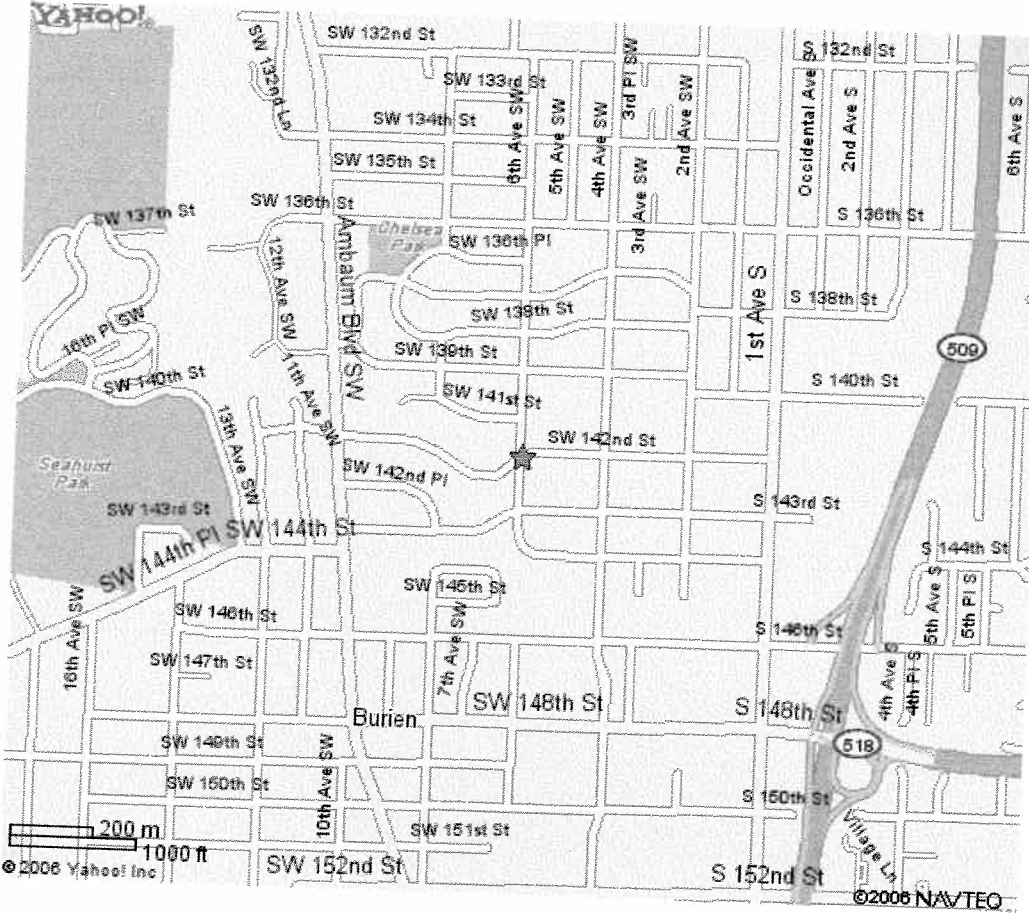 YAHOO!
SW 132nd St
S 132nd St
SW 132nd Ln
SW 133rd St
6th Ave SW
5th Ave SW
4th Ave SW
3rd Pl SW
2nd Ave SW
Occidental Ave S
2nd Ave S
6th Ave S
SW 134th St
SW 135th St
SW 136th St
SW 137th St
Chelsea
Park
SW 136th Pl
3rd Ave SW
S 136th St
12th Ave SW
Ambaum Blvd SW
SW 138th St
1st Ave S
S 138th St
16th Pl SW
SW 139th St
509
SW 140th St
11th Ave SW
S 140th St
SW 141st St
13th Ave SW
SW 142nd St
Seahurst
Park
SW 142nd Pl
SW 143rd St
S 143rd St
SW 144th Pl
SW 144th St
S 144th St
SW 145th St
5th Ave S
5th Pl S
16th Ave SW
SW 146th St
S 146th St
SW 147th St
7th Ave SW
4th Ave S
4th Pl S
SW 148th St
S 148th St
Burien
SW 149th St
10th Ave SW
518
SW 150th St
S 150th St
200 m
SW 151st St
Village Ln
1000 ft
SW 152nd St
S 152nd St
©2006 Yahoo! Inc
©2006 NAVTEQ